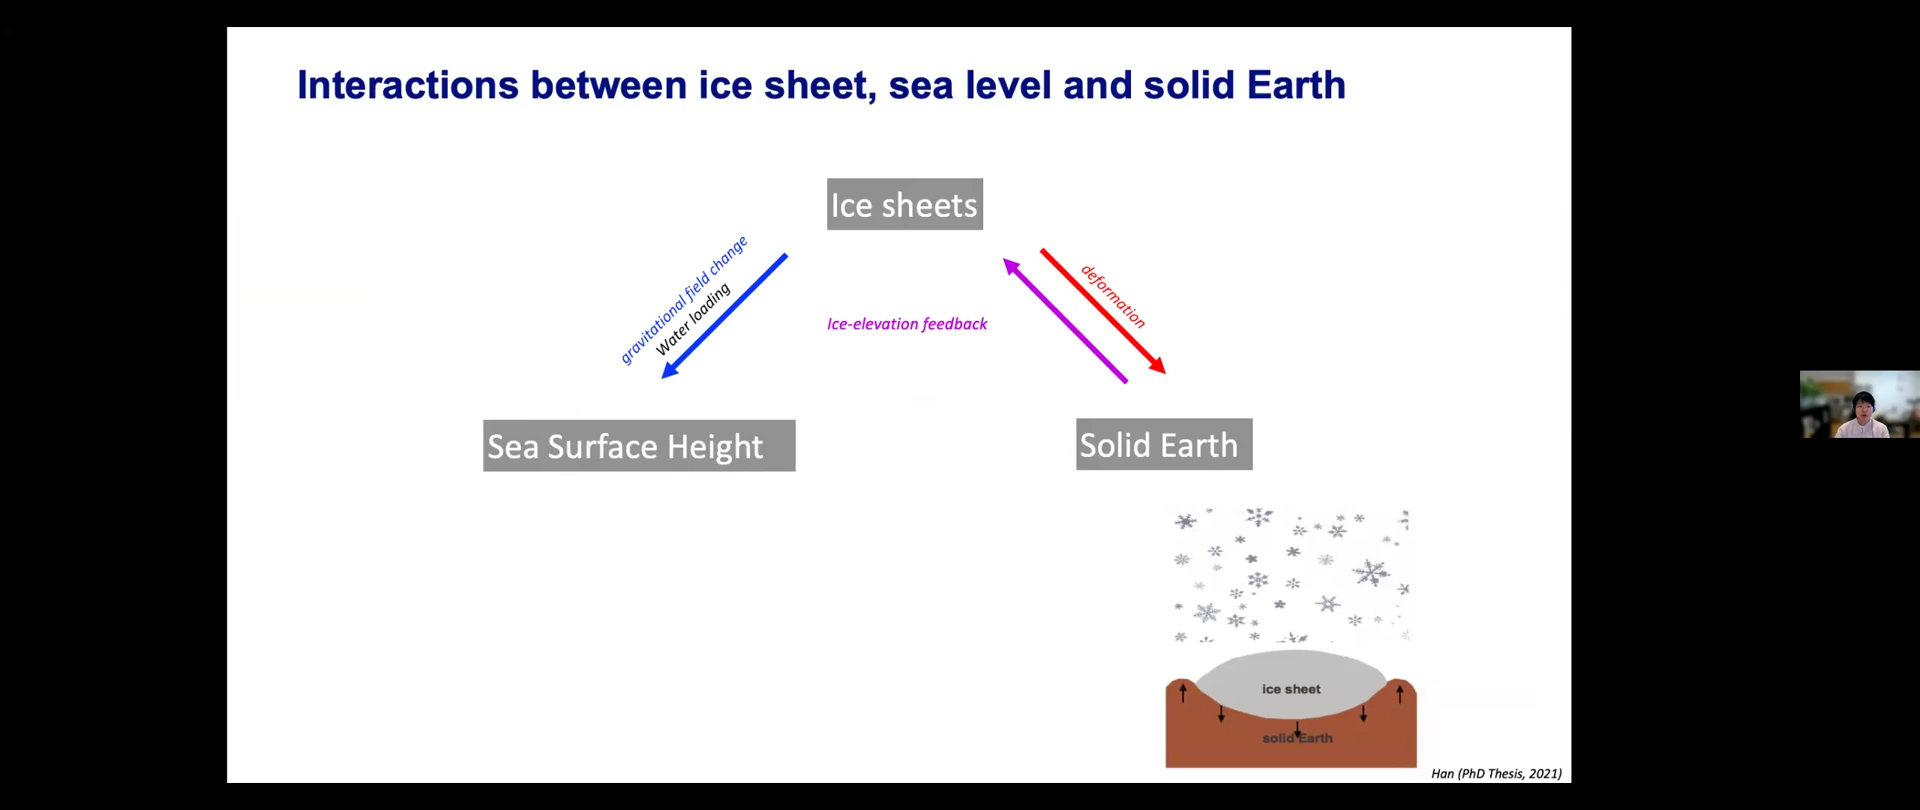 Interactions between ice sheet, sea level and solid Earth
Ice sheets
gravitational field change
Water loading
deformation
Ice-elevation feedback
Sea Surface Height
Solid Earth
ice sheet
solid Earth
Han (PhD Thesis, 2021)